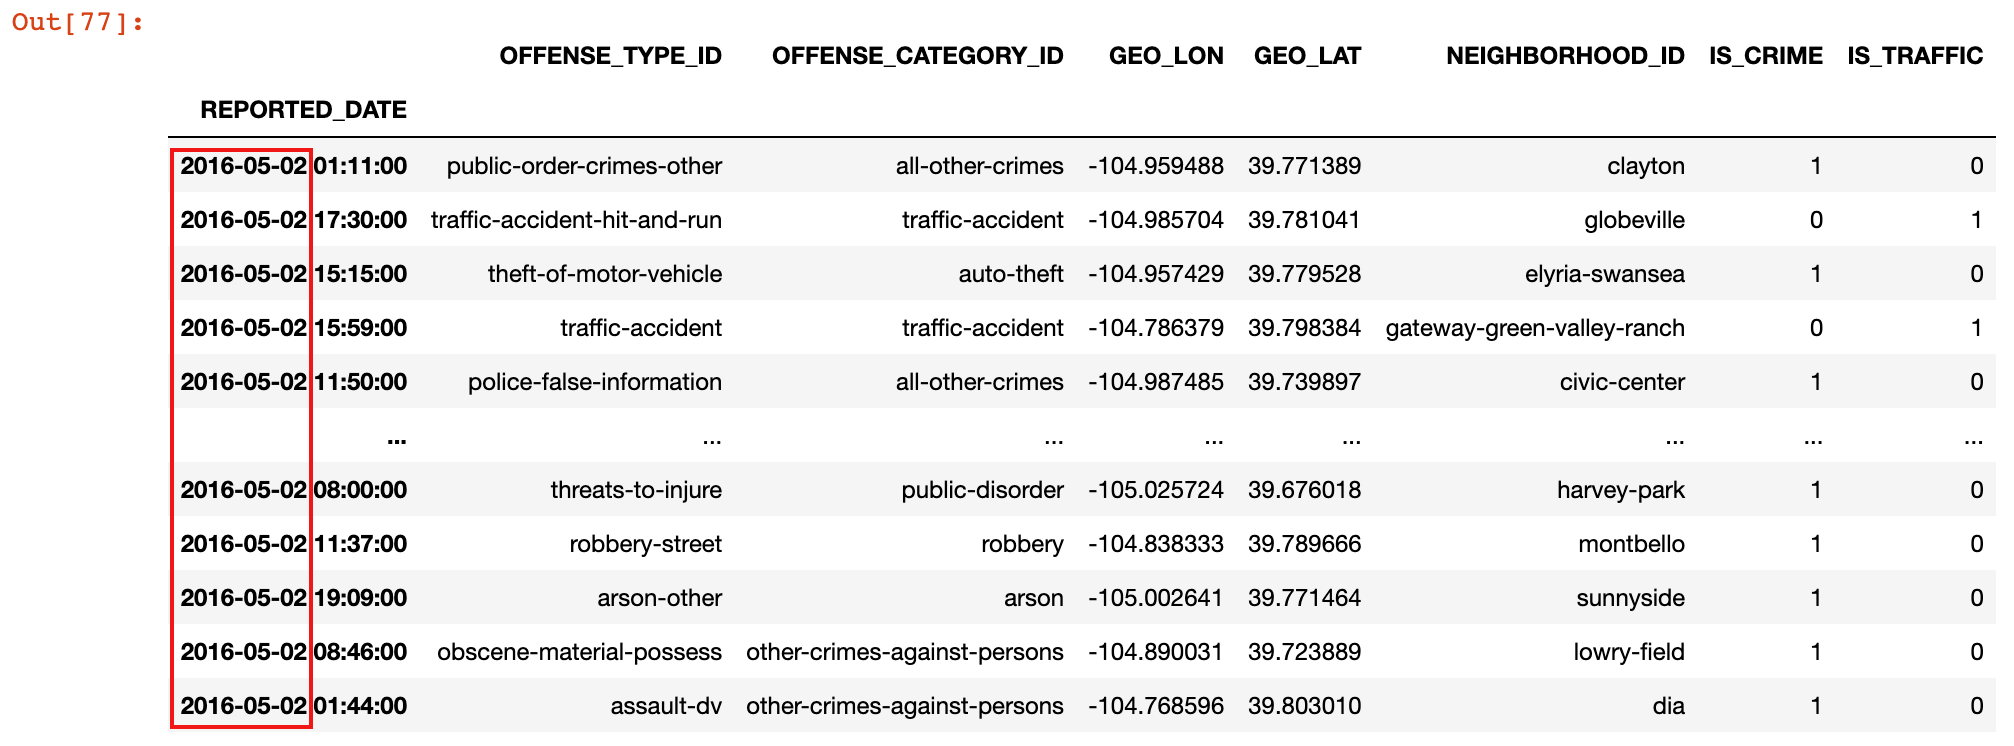 Out[77]:
OFFENSE_TYPE_ID OFFENSE_CATEGORY_ID GEO_LON GEO_LAT NEIGHBORHOOD_ID IS_CRIME IS_TRAFFIC
REPORTED_DATE
2016-05-02 01:11:00 public-order-crimes-other all-other-crimes -104.959488 39.771389 clayton 1 0
2016-05-02 17:30:00 traffic-accident-hit-and-run traffic-accident -104.985704 39.781041 globeville 0 1
2016-05-02 15:15:00 theft-of-motor-vehicle auto-theft -104.957429 39.779528 elyria-swansea 1 0
2016-05-02 15:59:00 traffic-accident traffic-accident -104.786379 39.798384 gateway-green-valley-ranch 0 1
2016-05-02 11:50:00 police-false-information all-other-crimes -104.987485 39.739897 civic-center 1 0
... ... ... ... ... ... ... ...
2016-05-02 08:00:00 threats-to-injure public-disorder -105.025724 39.676018 harvey-park 1 0
2016-05-02 11:37:00 robbery-street robbery -104.838333 39.789666 montbello 1 0
2016-05-02 19:09:00 arson-other arson -105.002641 39.771464 sunnyside 1 0
2016-05-02 08:46:00 obscene-material-possess other-crimes-against-persons -104.890031 39.723889 lowry-field 1 0
2016-05-02 01:44:00 assault-dv other-crimes-against-persons -104.768596 39.803010 dia 1 0